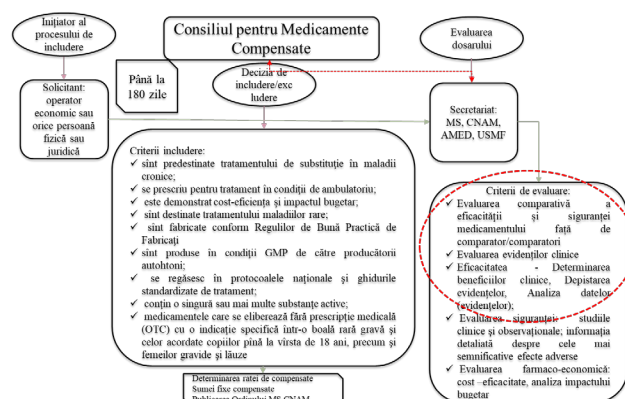 Inițiator al
procesului de
includere
Consiliul pentru Medicamente
Compensate
Evaluarea
dosarului
Până la
180 zile
Decizia de
includere/exc
ludere
Solicitant:
operator
economic sau
orice persoană
fizică sau
juridică
Secretariat:
MS, CNAM,
AMED, USMF
Criterii includere:
✓ sînt predestinate tratamentului de substituție în maladii
cronice;
✓ se prescriu pentru tratament în condiții de ambulatoriu;
✓ este demonstrat cost-eficiența și impactul bugetar;
✓ sînt destinate tratamentului maladiilor rare;
✓ sînt fabricate conform Regulilor de Bună Practica de
Fabricați
✓ sînt produse în condiții GMP de către producătorii
autohtoni;
✓ se regăsesc în protocoalele naționale și ghidurile
standardizate de tratament;
✓ conțin o singură sau mai multe substanțe active;
✓ medicamentele care se eliberează fără prescripție medicală
(OTC) cu o indicație specifică într-o boală rară gravă și
celor acordate copiilor pînă la vîrsta de 18 ani, precum și
femeilor gravide și lăuze
Criterii de evaluare:
✓ Evaluarea comparativă a
eficacității și siguranței
medicamentului față de
comparator/comparatori
✓ Evaluarea evidenților clinice
✓ Eficacitatea - Determinarea
beneficiilor clinice, Depistarea
evidențelor, Analiza datelor
(evidențelor);
✓ Evaluarea siguranței: studiile
clinice și observaționale; informația
detaliată despre cele mai
semnificative efecte adverse
✓ Evaluarea farmaco-economică:
cost –eficacitate, analiza impactului
bugetar
Determinarea ratei de compensate
Sumei fixe compensate
Publicarea Ordinului MS CNAM